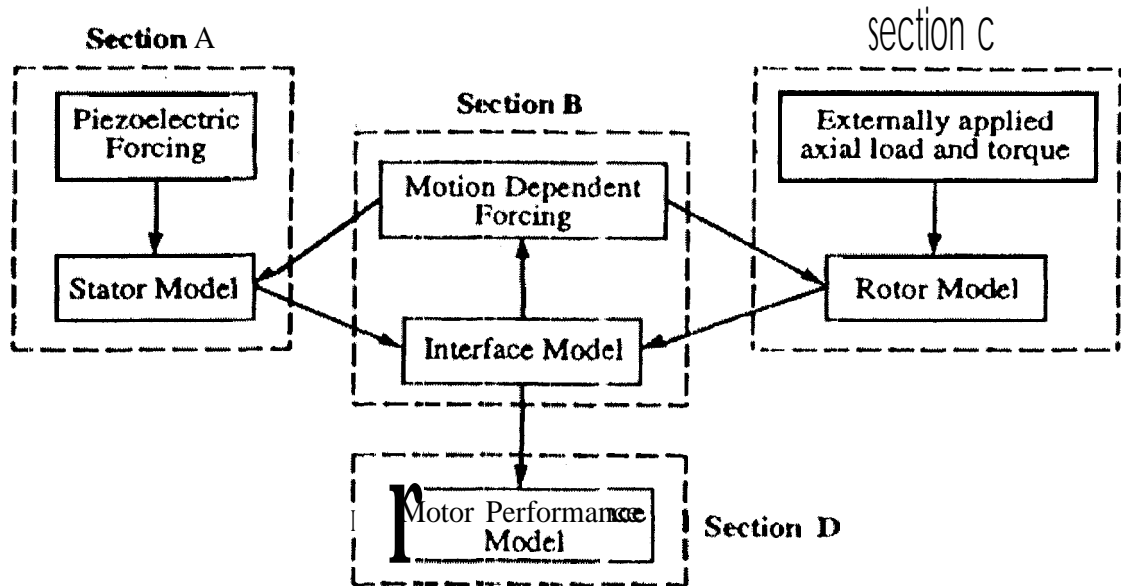 Section A
Piezoelectric
Forcing
Stator Model
Section B
Motion Dependent
Forcing
Interface Model
section c
Externally applied
axial load and torque
Rotor Model
Motor Performance
Model
Section D